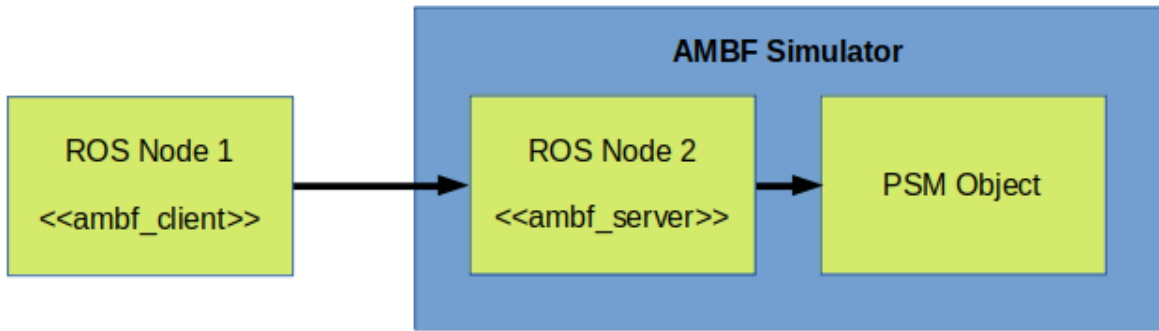 AMBF Simulator
ROS Node 1
<<ambf_client>>
ROS Node 2
<<ambf_server>>
PSM Object